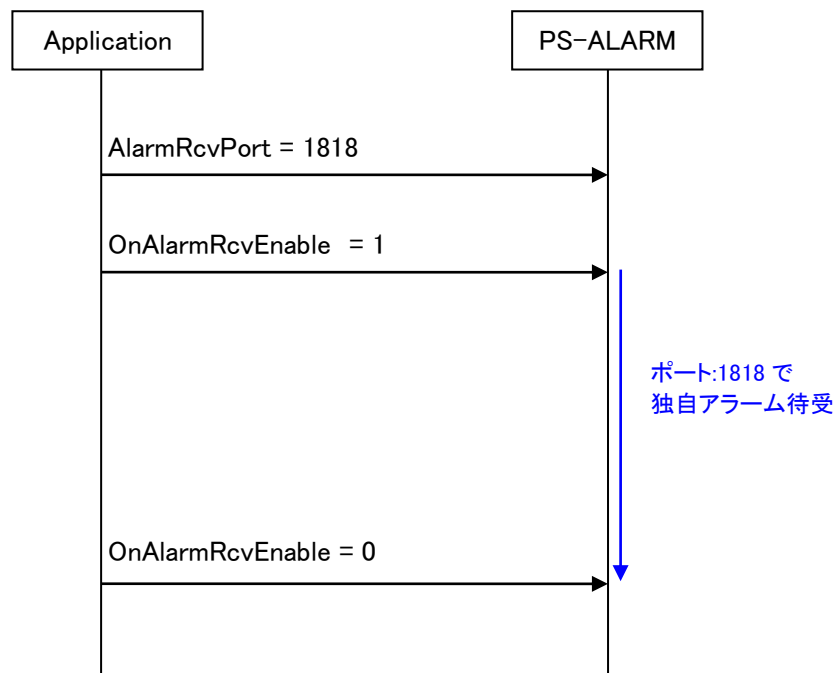 Application
PS-ALARM
AlarmRcvPort = 1818
OnAlarmRcvEnable = 1
ポート:1818 で
独自アラーム待受
OnAlarmRcvEnable = 0